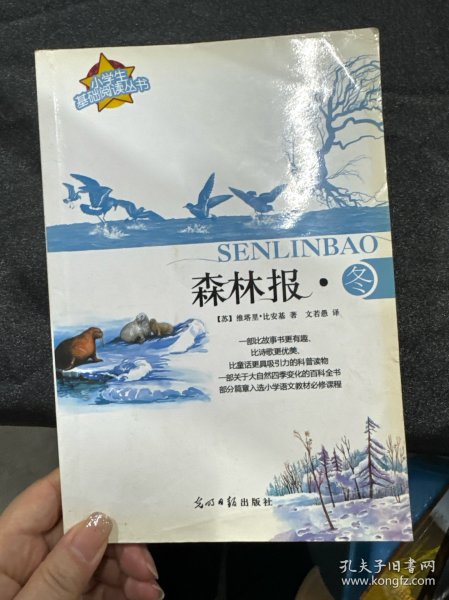 小学生
基础阅读丛书
SENLINBAO
森林报·冬
【苏】维塔里·比安基 著 文若愚 译
一部比故事书更有趣、
比诗歌更优美、
比童话更具吸引力的科普读物
一部关于大自然四季变化的百科全书
部分篇章入选小学语文教材必修课程
光明日报出版社
孔夫子旧书网
www.kongfz.com